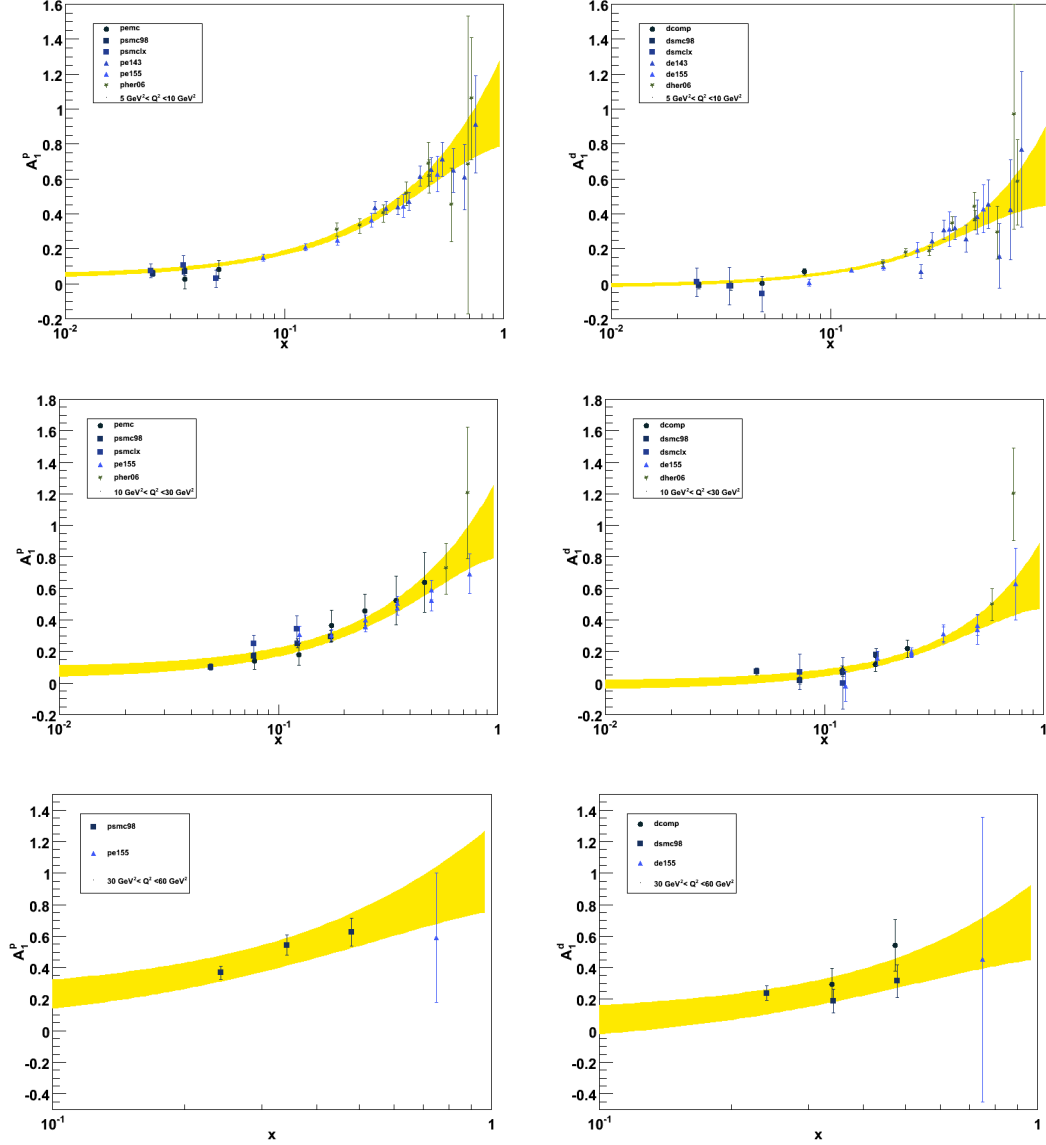 1.6
1.4
1.2
1
0.8
0.6
0.4
0.2
0
-0.2
A₁ᵖ
pemc
psmc98
psmclx
pe143
pe155
pher06
5 GeV²< Q² <10 GeV²
10⁻²
10⁻¹
1
x
1.6
1.4
1.2
1
0.8
0.6
0.4
0.2
0
-0.2
A₁ᵈ
dcomp
dsmc98
dsmclx
de143
de155
dher06
5 GeV²< Q² <10 GeV²
10⁻²
10⁻¹
x
1.8
1.6
1.4
1.2
1
0.8
0.6
0.4
0.2
0
-0.2
A₁ᵖ
pemc
psmc98
psmclx
pe155
pher06
10 GeV²< Q² <30 GeV²
10⁻²
10⁻¹
1
x
1.8
1.6
1.4
1.2
1
0.8
0.6
0.4
0.2
0
-0.2
A₁ᵈ
dcomp
dsmc98
dsmclx
de155
dher06
10 GeV²< Q² <30 GeV²
10⁻²
10⁻¹
1
x
1.4
1.2
1
0.8
0.6
0.4
0.2
0
-0.2
-0.4
A₁ᵖ
psmc98
pe155
30 GeV²< Q² <60 GeV²
10⁻¹
1
x
1.4
1.2
1
0.8
0.6
0.4
0.2
0
-0.2
-0.4
A₁ᵈ
dcomp
dsmc98
de155
30 GeV²< Q² <60 GeV²
10⁻¹
1
x